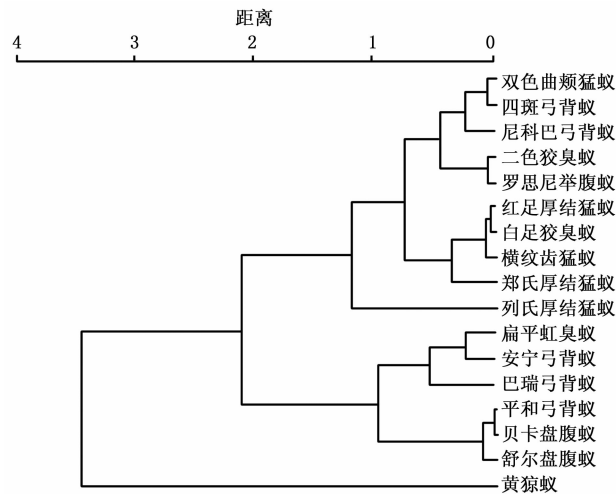 距离
4 3 2 1 0
双色曲颊猛蚁
四斑弓背蚁
尼科巴弓背蚁
二色狡臭蚁
罗思尼举腹蚁
红足厚结猛蚁
白足狡臭蚁
横纹齿猛蚁
郑氏厚结猛蚁
列氏厚结猛蚁
扁平虹臭蚁
安宁弓背蚁
巴瑞弓背蚁
平和弓背蚁
贝卡盘腹蚁
舒尔盘腹蚁
黄猄蚁